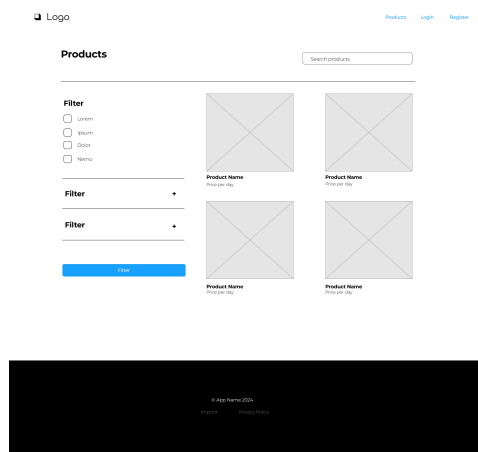 Logo
Products Login Register
Products
Search products
Filter
Lorem
Ipsum
Dolor
Nemo
Filter +
Filter +
Filter
Product Name
Price per day
Product Name
Price per day
Product Name
Price per day
Product Name
Price per day
© App Name 2024
Imprint Privacy Policy